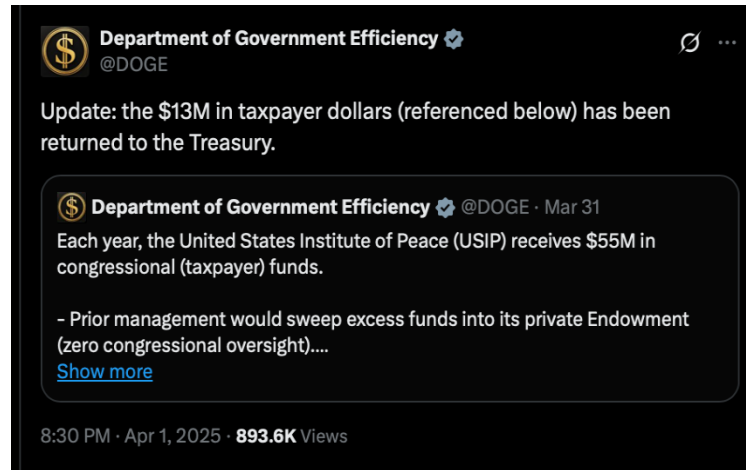 Department of Government Efficiency
@DOGE
Update: the $13M in taxpayer dollars (referenced below) has been
returned to the Treasury.
Department of Government Efficiency @DOGE · Mar 31
Each year, the United States Institute of Peace (USIP) receives $55M in
congressional (taxpayer) funds.
- Prior management would sweep excess funds into its private Endowment
(zero congressional oversight)....
Show more
8:30 PM · Apr 1, 2025 · 893.6K Views